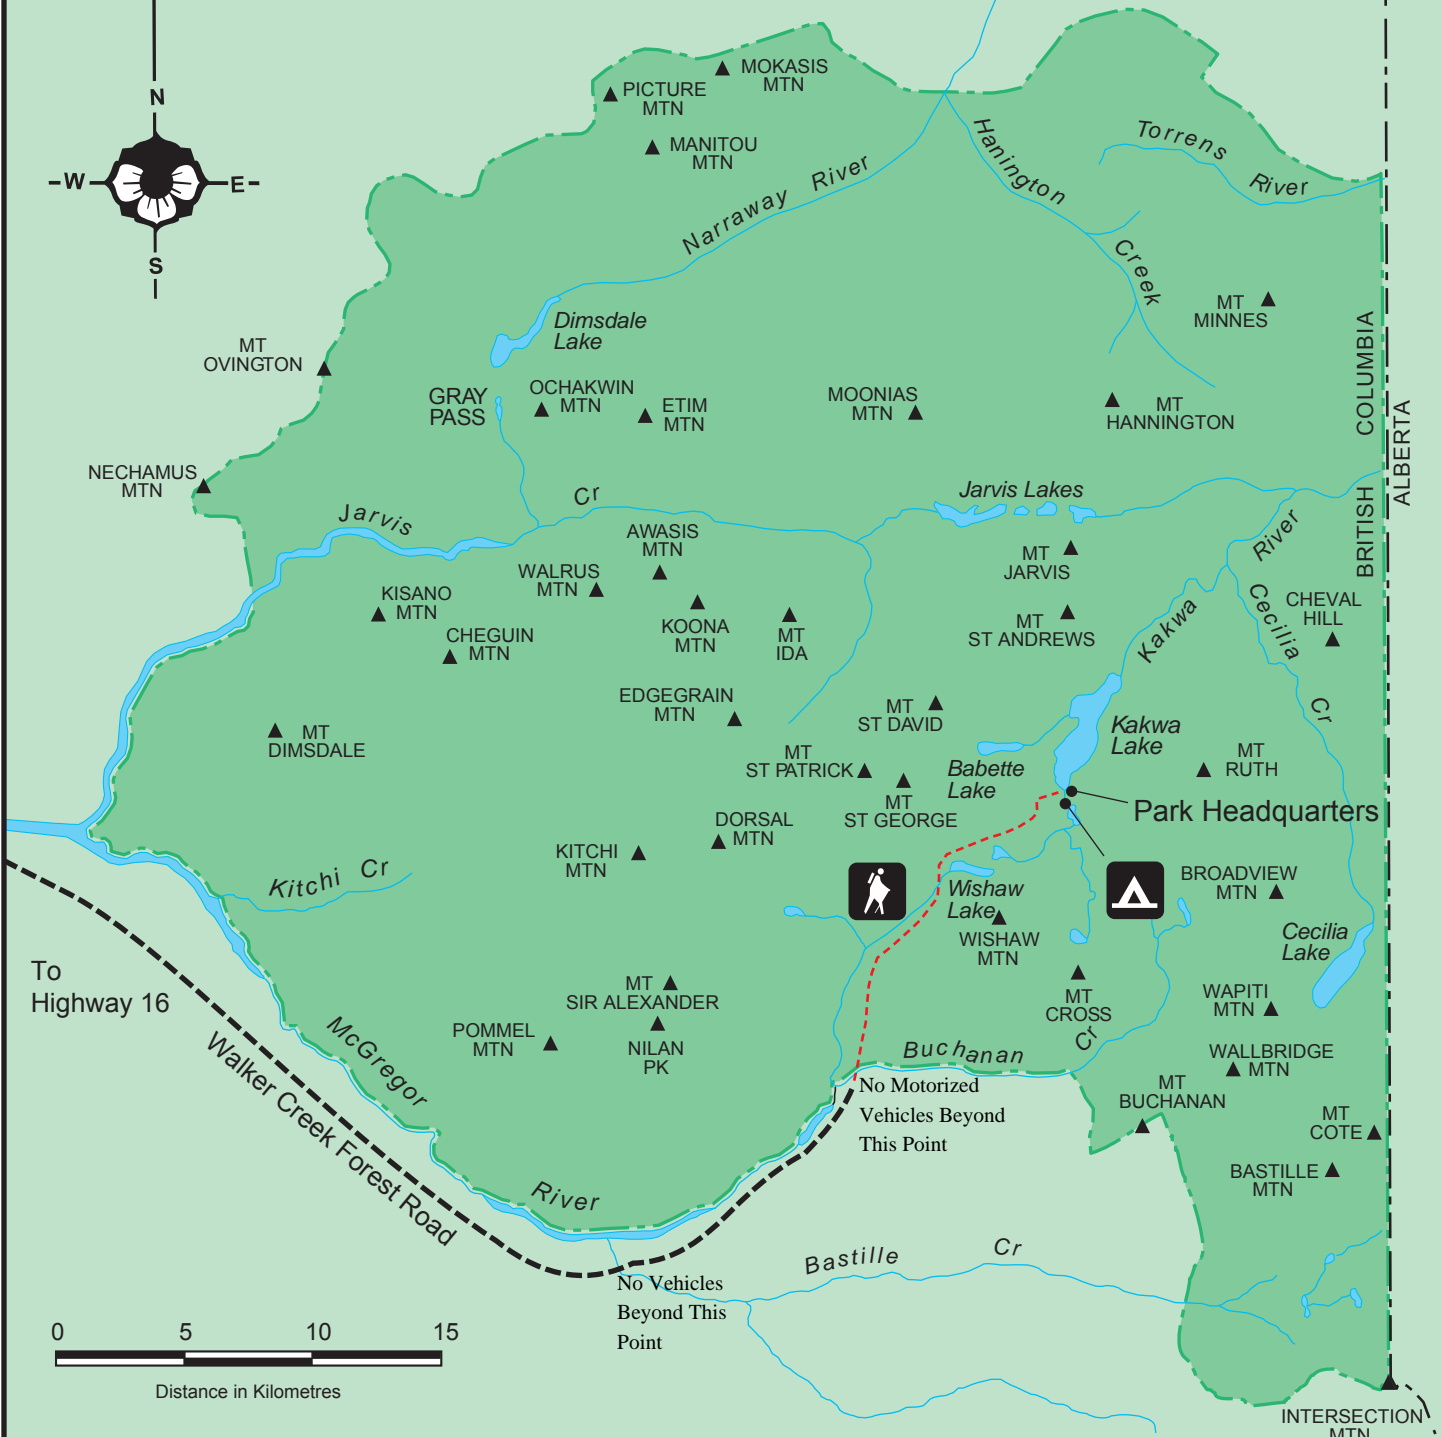 N
W
E
S
MOKASIS
MTN
PICTURE
MTN
MANITOU
MTN
Narraway River
Hanington
Creek
Torrens
River
Dimsdale
Lake
MT
MINNES
MT
OVINGTON
GRAY
PASS
OCHAKWIN
MTN
ETIM
MTN
MOONIAS
MTN
MT
HANNINGTON
BRITISH COLUMBIA
ALBERTA
NECHAMUS
MTN
Jarvis
Cr
Jarvis Lakes
AWASIS
MTN
WALRUS
MTN
KISANO
MTN
CHEGUIN
MTN
KOONA
MTN
MT
IDA
MT
JARVIS
MT
ST ANDREWS
Kakwa
River
Cecilia
Cr
CHEVAL
HILL
EDGEGRAIN
MTN
MT
ST DAVID
MT
DIMSDALE
MT
ST PATRICK
MT
ST GEORGE
Babette
Lake
Kakwa
Lake
MT
RUTH
Park Headquarters
DORSAL
MTN
KITCHI
MTN
Kitchi Cr
Wishaw
Lake
WISHAW
MTN
BROADVIEW
MTN
Cecilia
Lake
To
Highway 16
MT
SIR ALEXANDER
NILAN
PK
POMMEL
MTN
MT
CROSS
WAPITI
MTN
Buchanan
Cr
WALLBRIDGE
MTN
MT
BUCHANAN
MT
COTE
BASTILLE
MTN
McGregor
River
Walker Creek Forest Road
No Motorized
Vehicles Beyond
This Point
Bastille
Cr
No Vehicles
Beyond This
Point
0 5 10 15
Distance in Kilometres
INTERSECTION
MTN